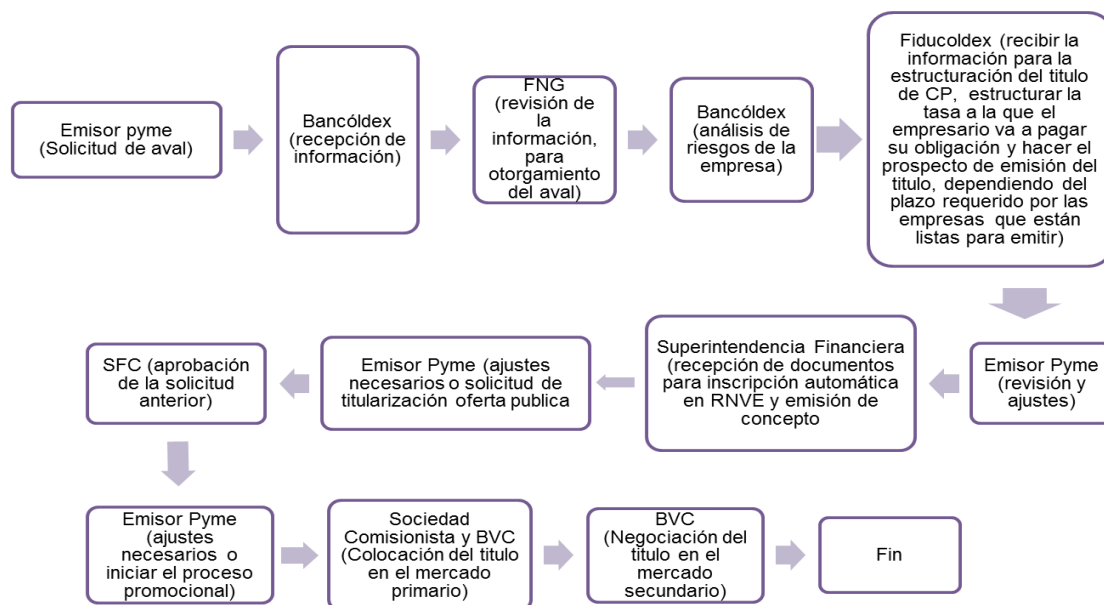 Emisor pyme
(Solicitud de aval)
Bancóldex
(recepción de
información)
FNG
(revisión de
la
información,
para
otorgamiento
del aval)
Bancóldex
(análisis de
riesgos de la
empresa)
Fiducoldex (recibir la
información para la
estructuración del titulo
de CP, estructurar la
tasa a la que el
empresario va a pagar
su obligación y hacer el
prospecto de emisión del
titulo, dependiendo del
plazo requerido por las
empresas que están
listas para emitir)
Emisor Pyme
(revisión y
ajustes)
Superintendencia Financiera
(recepción de documentos
para inscripción automática
en RNVE y emisión de
concepto
Emisor Pyme (ajustes
necesarios o solicitud de
titularización oferta publica
SFC (aprobación
de la solicitud
anterior)
Emisor Pyme
(ajustes
necesarios o
iniciar el proceso
promocional)
Sociedad
Comisionista y BVC
(Colocación del titulo
en el mercado
primario)
BVC
(Negociación del
titulo en el
mercado
secundario)
Fin